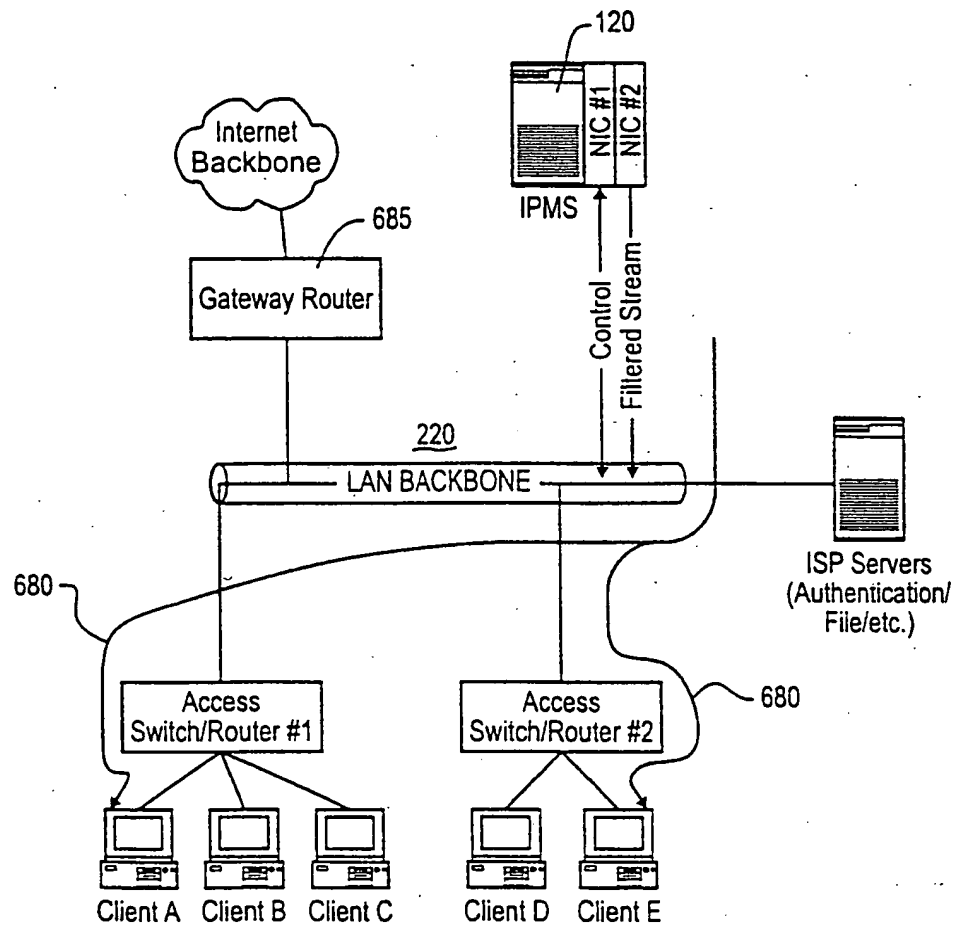 120
Internet
Backbone
NIC #1
NIC #2
IPMS
685
Gateway Router
Control
Filtered Stream
220
LAN BACKBONE
ISP Servers
(Authentication/
File/etc.)
680
680
Access
Switch/Router #1
Access
Switch/Router #2
Client A
Client B
Client C
Client D
Client E